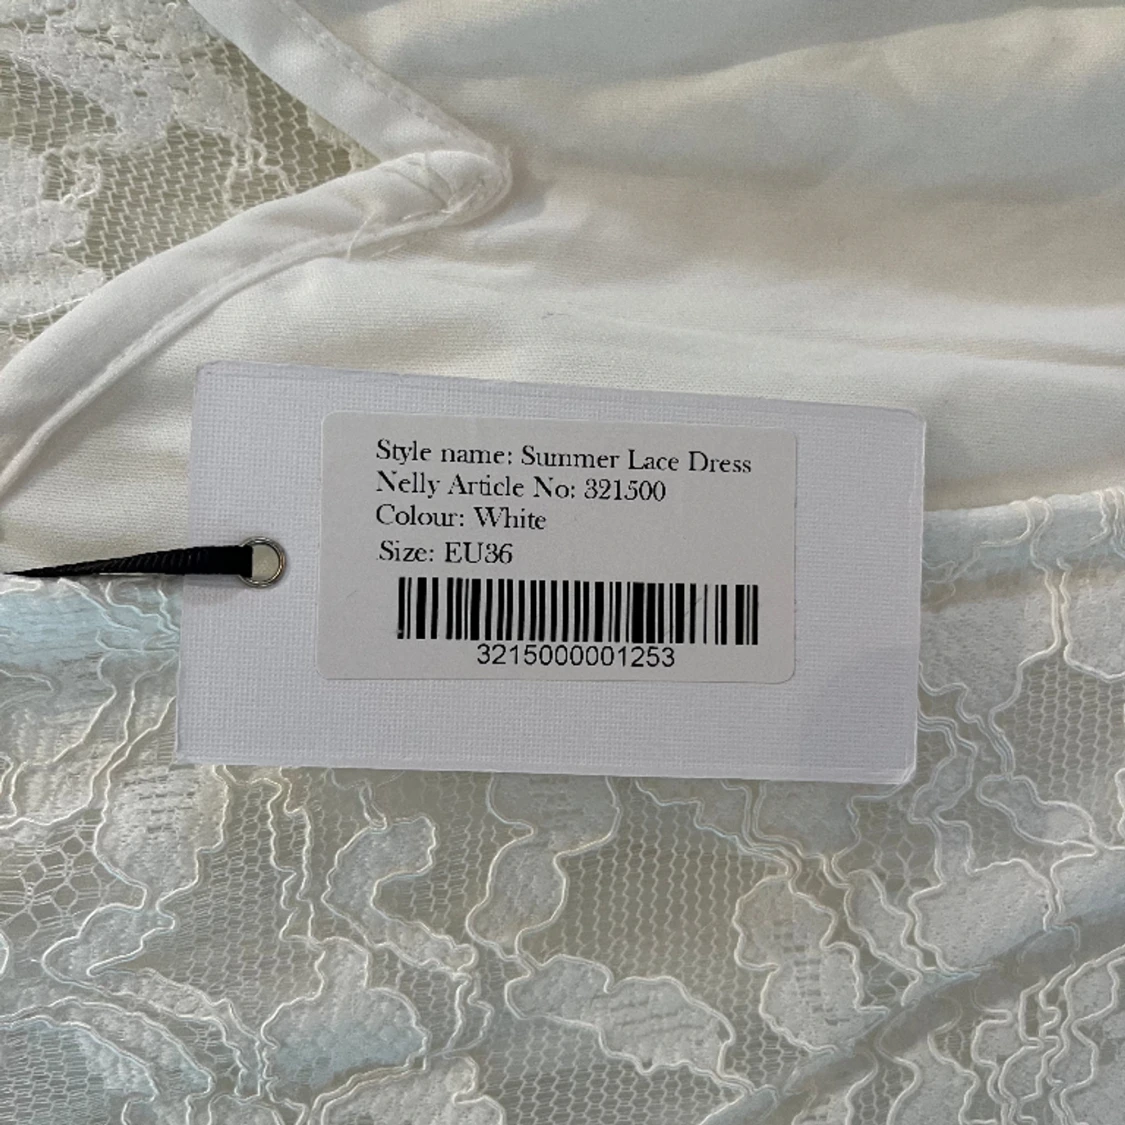 Style name: Summer Lace Dress
Nelly Article No: 321500
Colour: White
Size: EU36
3215000001253